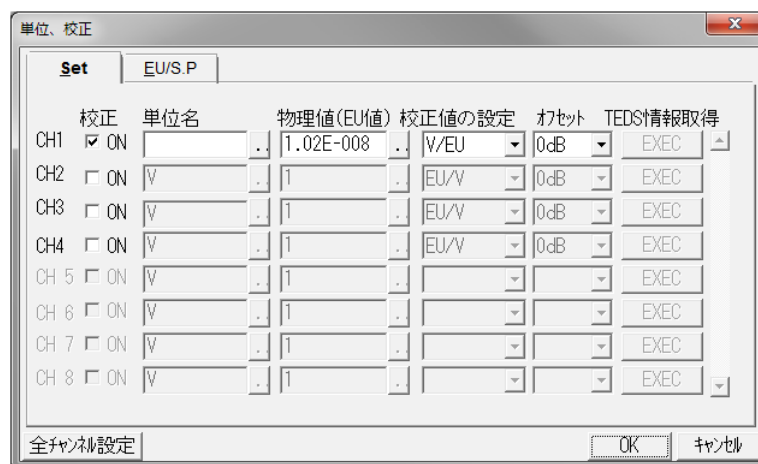 単位、校正
Set EU/S.P
校正 単位名 物理値(EU値) 校正値の設定 オフセット TEDS情報取得
CH1 ON .. 1.02E-008 .. V/EU 0dB EXEC
CH2 ON V .. 1 .. EU/V 0dB EXEC
CH3 ON V .. 1 .. EU/V 0dB EXEC
CH4 ON V .. 1 .. EU/V 0dB EXEC
CH 5 ON V .. 1 .. EXEC
CH 6 ON V .. 1 .. EXEC
CH 7 ON V .. 1 .. EXEC
CH 8 ON V .. 1 .. EXEC
全チャンネル設定 OK キャンセル